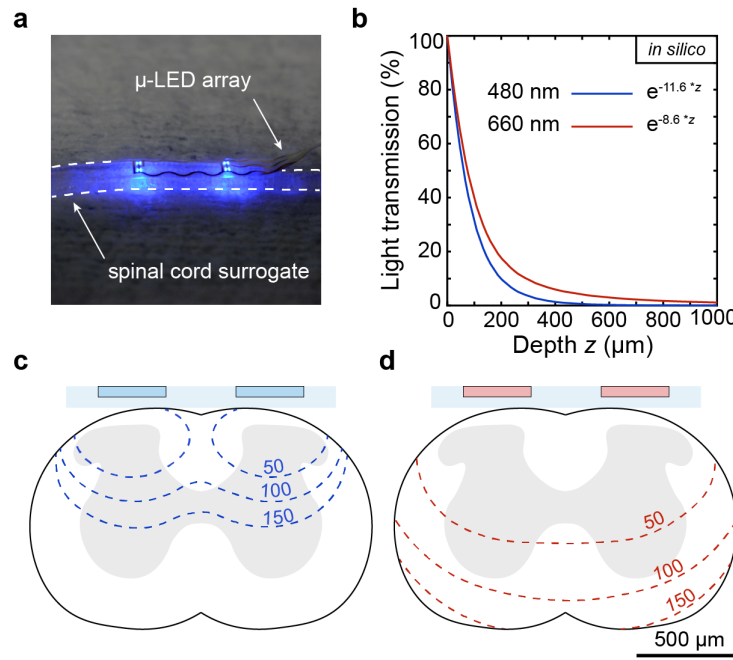 a
µ-LED array
spinal cord surrogate
b
in silico
480 nm
e-11.6 *z
660 nm
e-8.6 *z
Light transmission (%)
100
80
60
40
20
0
0
200
400
600
800
1000
Depth z (µm)
c
50
100
150
d
50
100
150
500 µm